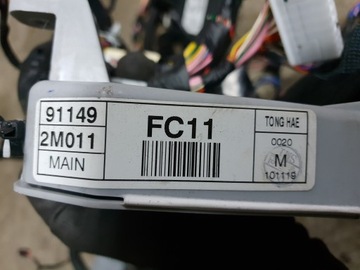 91149
2M011
MAIN
FC11
TONG HAE
0020
M
101119